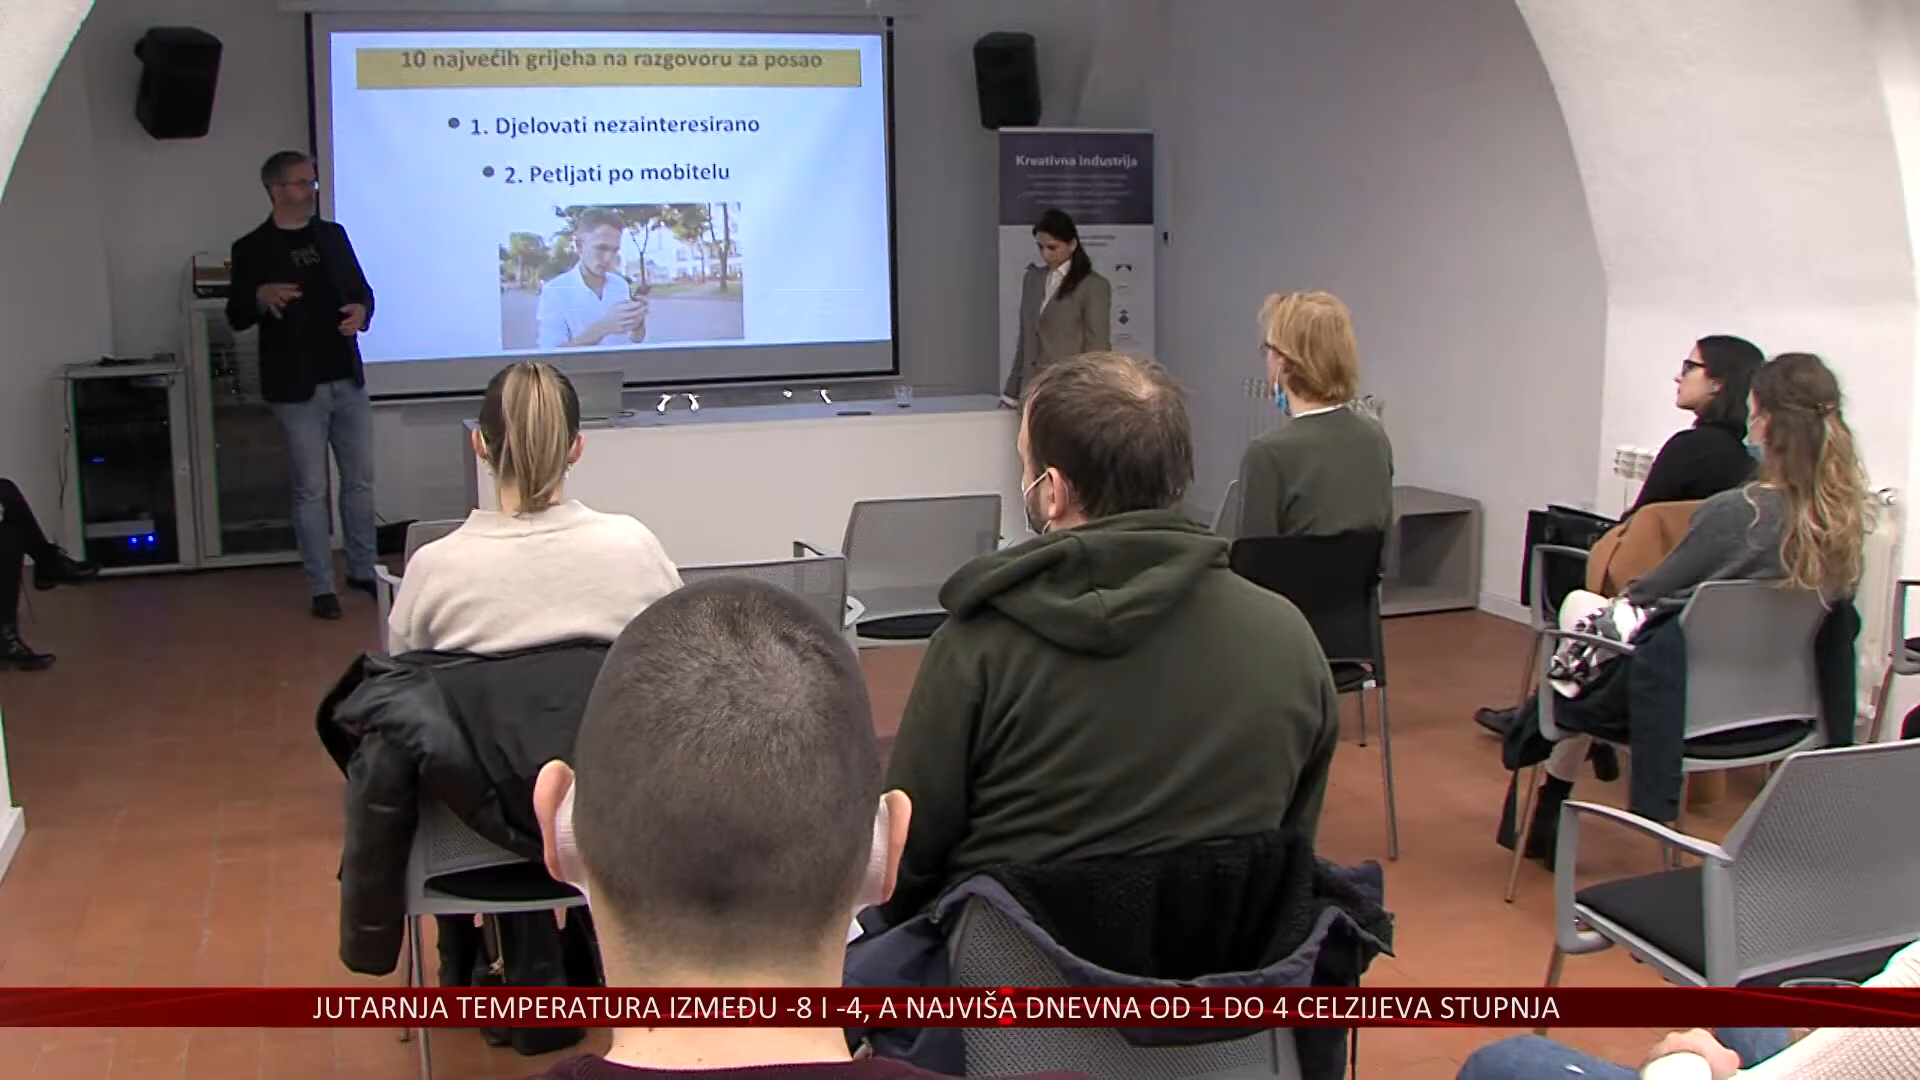 10 najvećih grijeha na razgovoru za posao
1. Djelovati nezainteresirano
2. Petljati po mobitelu
Kreativna industrija
JUTARNJA TEMPERATURA IZMEĐU -8 I -4, A NAJVIŠA DNEVNA OD 1 DO 4 CELZIJEVA STUPNJA